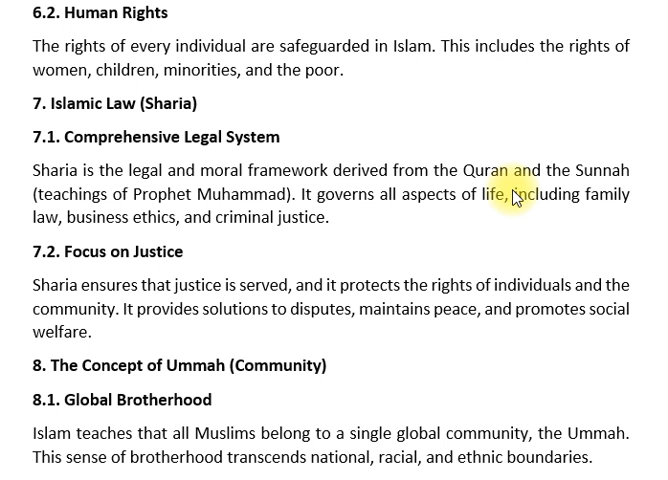 6.2. Human Rights
The rights of every individual are safeguarded in Islam. This includes the rights of
women, children, minorities, and the poor.
7. Islamic Law (Sharia)
7.1. Comprehensive Legal System
Sharia is the legal and moral framework derived from the Quran and the Sunnah
(teachings of Prophet Muhammad). It governs all aspects of life, including family
law, business ethics, and criminal justice.
7.2. Focus on Justice
Sharia ensures that justice is served, and it protects the rights of individuals and the
community. It provides solutions to disputes, maintains peace, and promotes social
welfare.
8. The Concept of Ummah (Community)
8.1. Global Brotherhood
Islam teaches that all Muslims belong to a single global community, the Ummah.
This sense of brotherhood transcends national, racial, and ethnic boundaries.